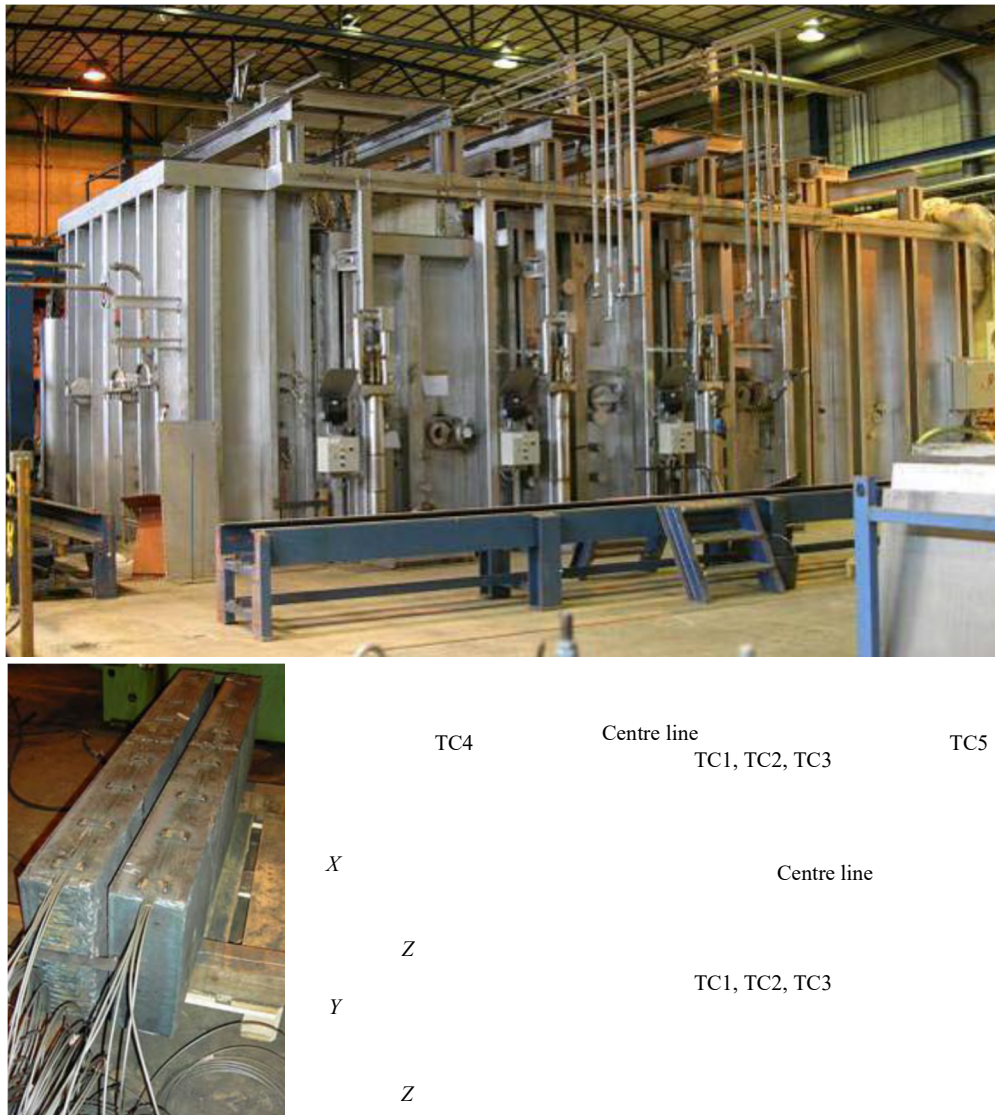 TC4
Centre line
TC5
TC1, TC2, TC3
X
Centre line
Z
TC1, TC2, TC3
Y
Z